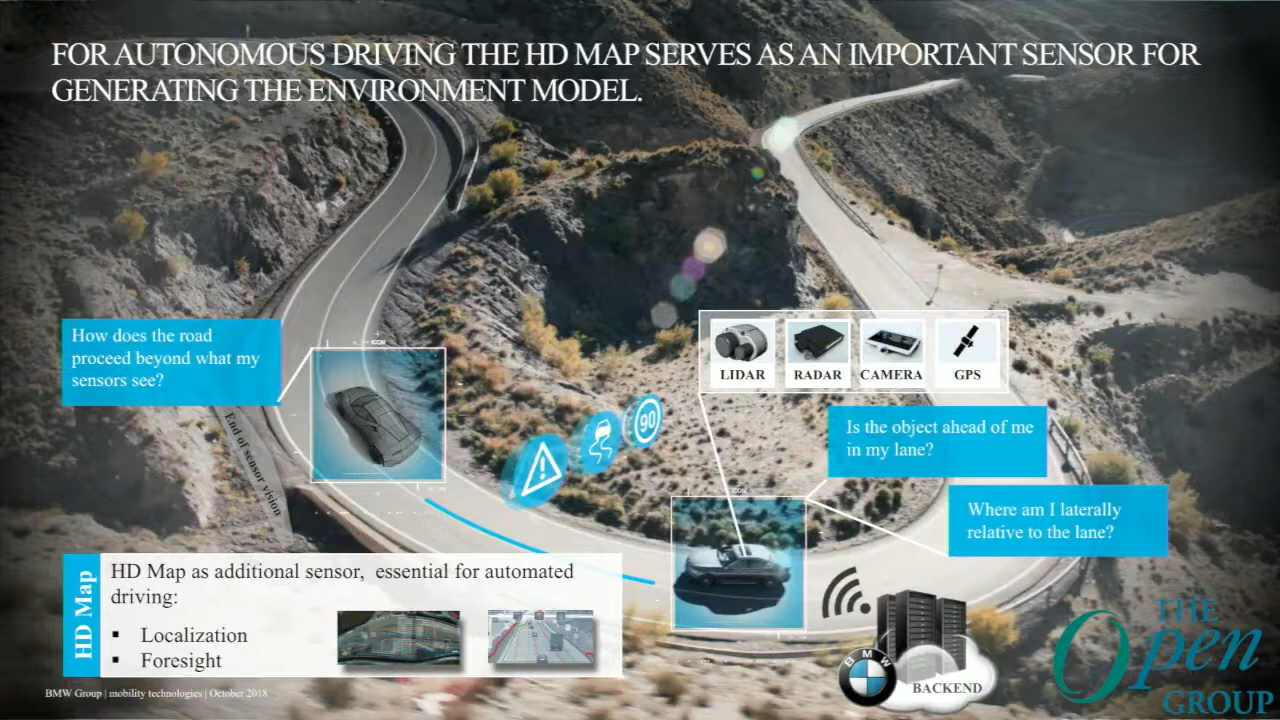 FOR AUTONOMOUS DRIVING THE HD MAP SERVES AS AN IMPORTANT SENSOR FOR
GENERATING THE ENVIRONMENT MODEL.
How does the road
proceed beyond what my
sensors see?
End of sensor vision
LIDAR
RADAR
CAMERA
GPS
90
Is the object ahead of me
in my lane?
Where am I laterally
relative to the lane?
HD Map
HD Map as additional sensor, essential for automated
driving:
▪ Localization
▪ Foresight
BMW
BACKEND
BMW Group | mobility technologies | October 2018
THE
Open
GROUP